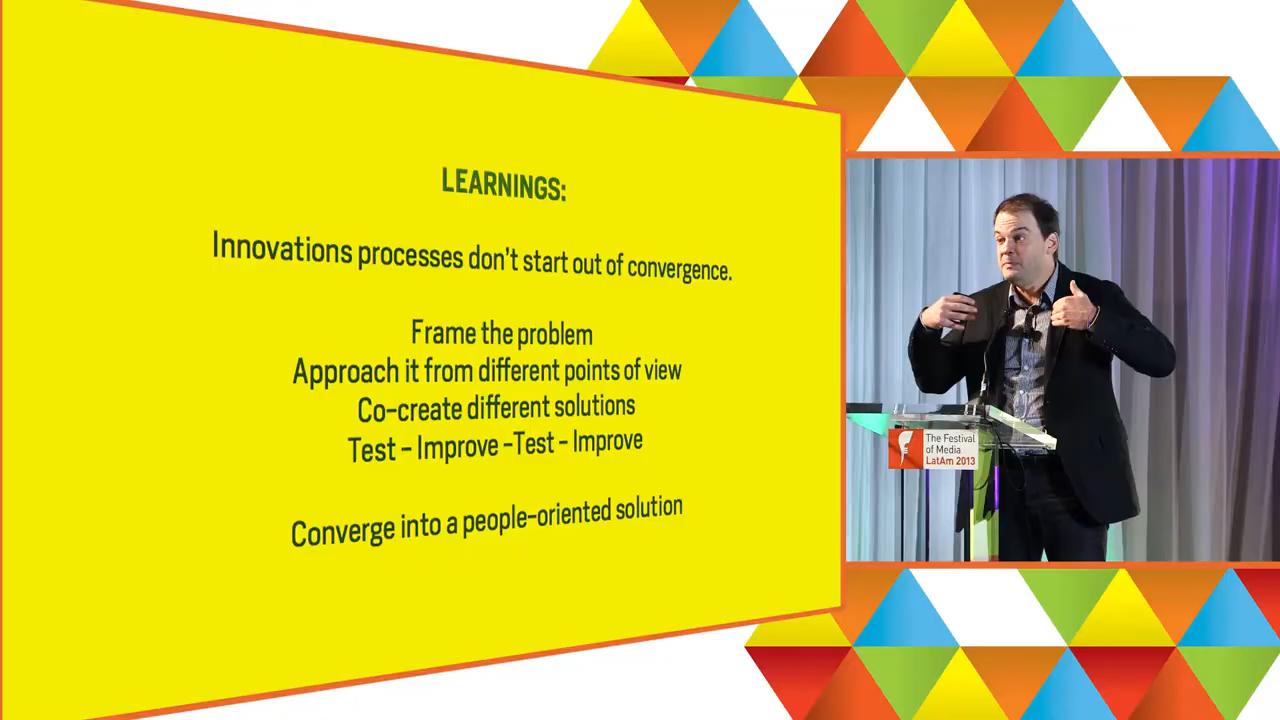 LEARNINGS:
Innovations processes don't start out of convergence.
Frame the problem
Approach it from different points of view
Co-create different solutions
Test - Improve -Test - Improve
Converge into a people-oriented solution
The Festival
of Media
LatAm 2013